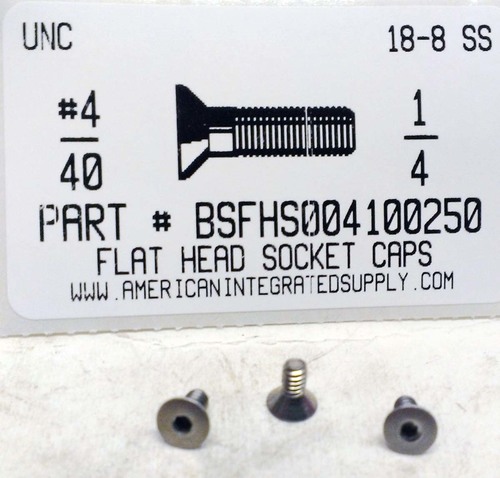 UNC 18-8 SS
#4
40
1
4
PART # BSFHS004100250
FLAT HEAD SOCKET CAPS
WWW.AMERICANINTEGRATEDSUPPLY.COM